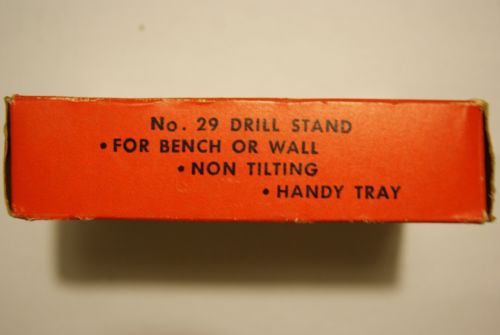 No. 29 DRILL STAND
• FOR BENCH OR WALL
• NON TILTING
• HANDY TRAY